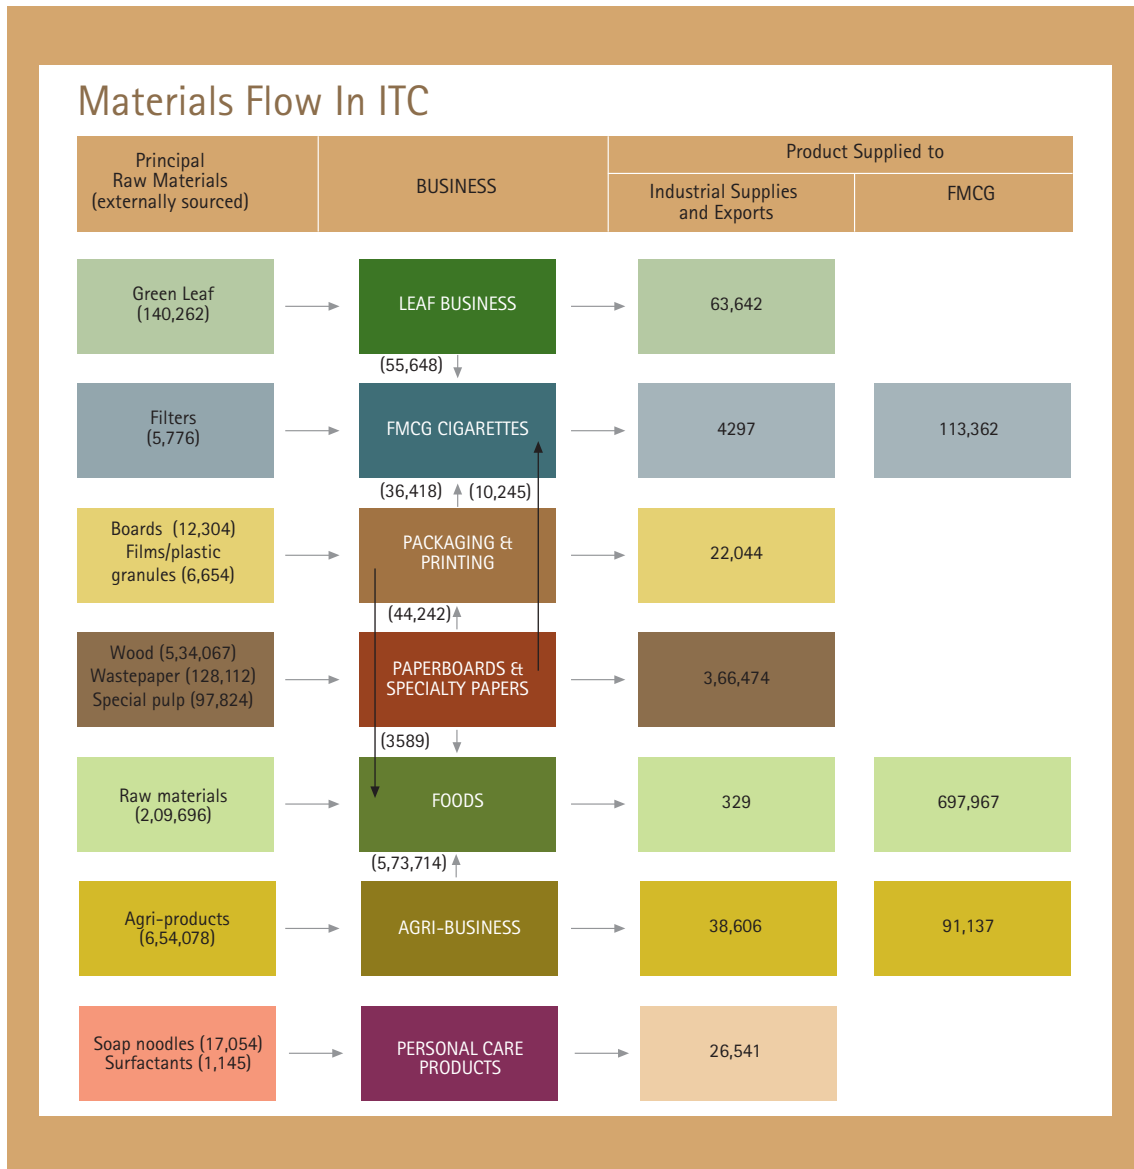 Materials Flow In ITC
Principal
Raw Materials
(externally sourced)
BUSINESS
Product Supplied to
Industrial Supplies
and Exports
FMCG
Green Leaf
(140,262)
LEAF BUSINESS
63,642
(55,648)
Filters
(5,776)
FMCG CIGARETTES
4297
113,362
(36,418)
(10,245)
Boards (12,304)
Films/plastic
granules (6,654)
PACKAGING &
PRINTING
22,044
(44,242)
Wood (5,34,067)
Wastepaper (128,112)
Special pulp (97,824)
PAPERBOARDS &
SPECIALTY PAPERS
3,66,474
(3589)
Raw materials
(2,09,696)
FOODS
329
697,967
(5,73,714)
Agri-products
(6,54,078)
AGRI-BUSINESS
38,606
91,137
Soap noodles (17,054)
Surfactants (1,145)
PERSONAL CARE
PRODUCTS
26,541